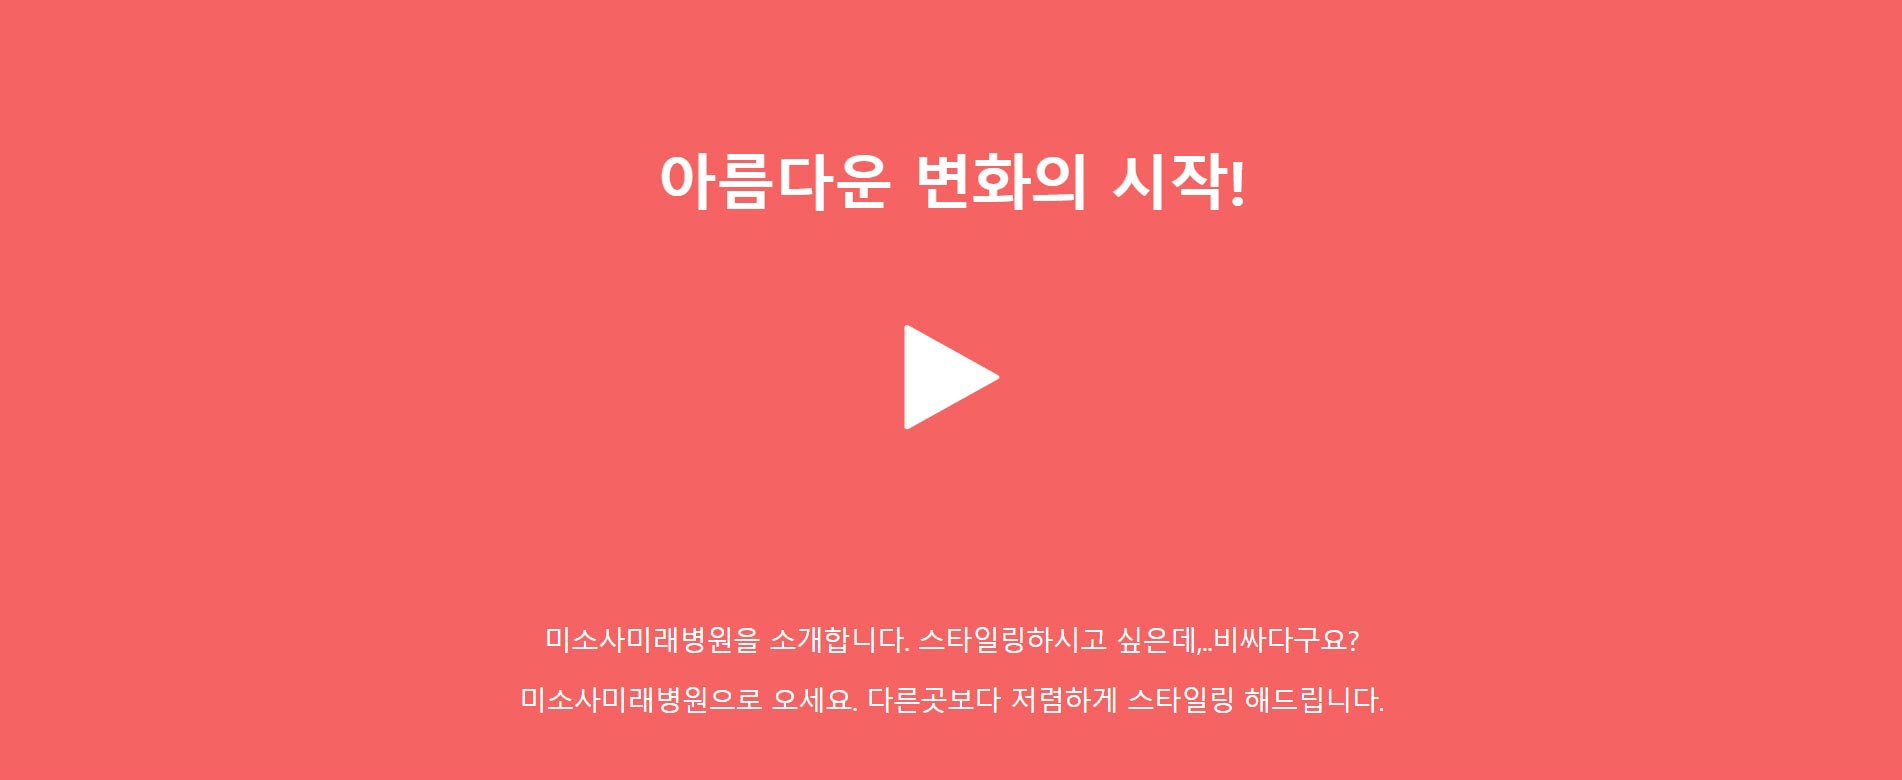 아름다운 변화의 시작!
미소사미래병원을 소개합니다. 스타일링하시고 싶은데,..비싸다구요?
미소사미래병원으로 오세요. 다른곳보다 저렴하게 스타일링 해드립니다.